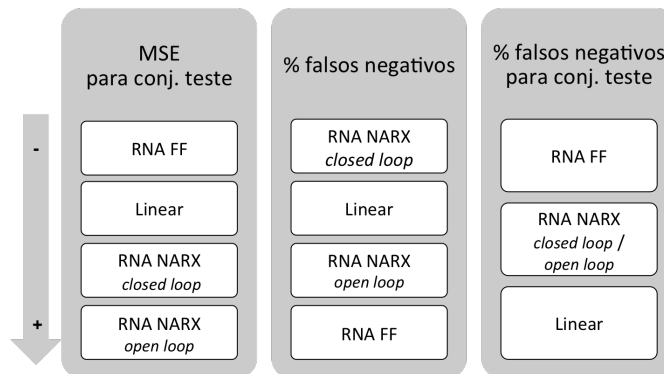 MSE
para conj. teste
RNA FF
Linear
RNA NARX
closed loop
RNA NARX
open loop
% falsos negativos
RNA NARX
closed loop
Linear
RNA NARX
open loop
RNA FF
% falsos negativos
para conj. teste
RNA FF
RNA NARX
closed loop /
open loop
Linear
-
+